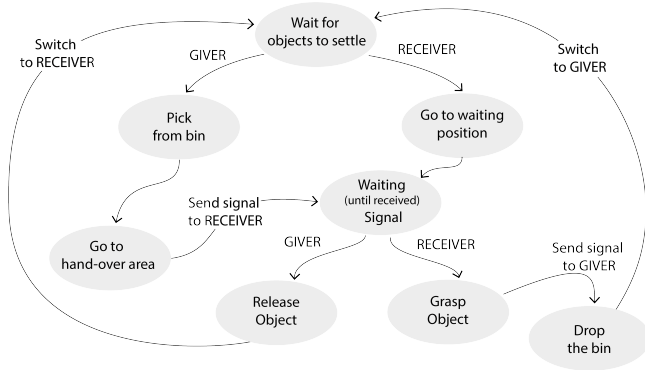 Wait for
objects to settle
Switch
to RECEIVER
GIVER
RECEIVER
Switch
to GIVER
Pick
from bin
Go to waiting
position
Waiting
(until received)
Signal
Send signal
to RECEIVER
Go to
hand-over area
GIVER
RECEIVER
Send signal
to GIVER
Release
Object
Grasp
Object
Drop
the bin